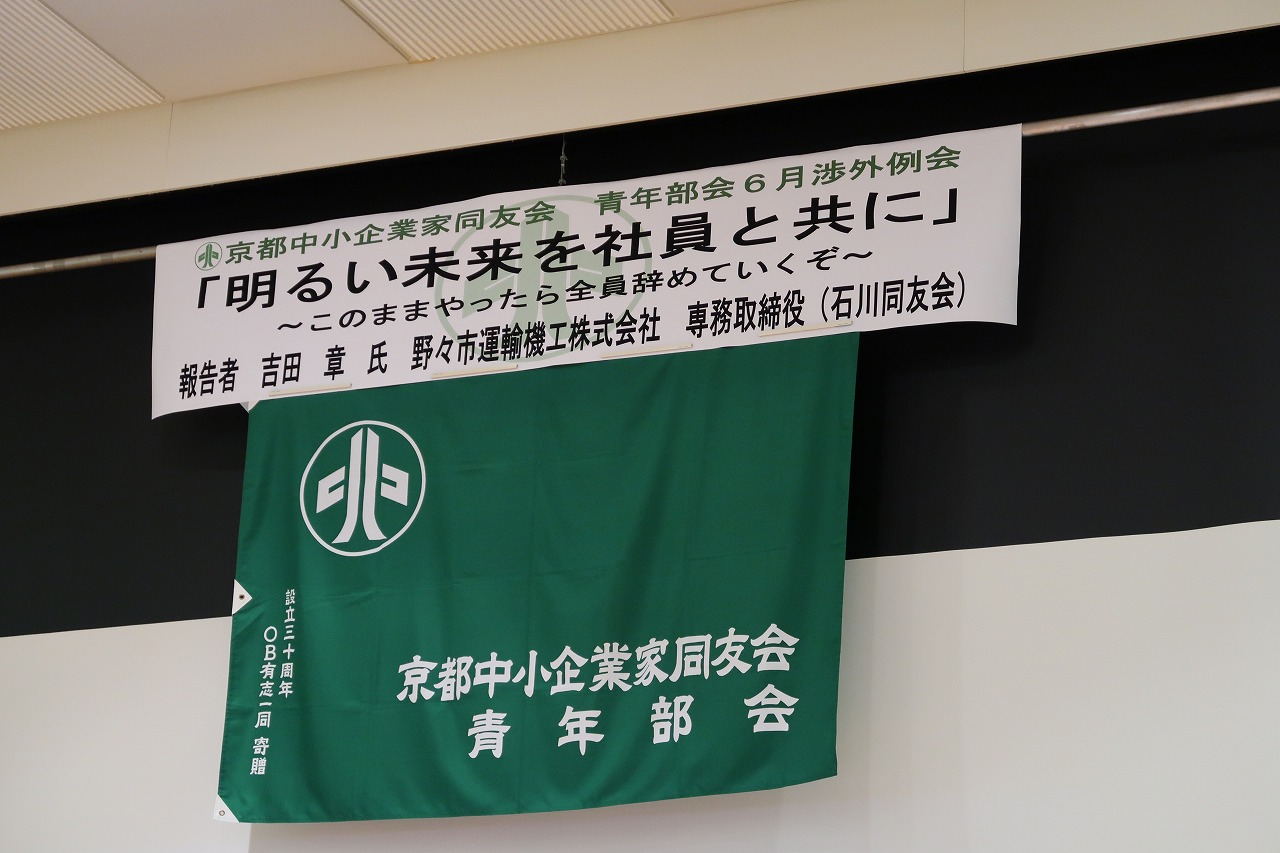 京都中小企業家同友会　青年部会６月渉外例会
「明るい未来を社員と共に」
～このままやったら全員辞めていくぞ～
報告者　吉田　章 氏　野々市運輸機工株式会社　専務取締役（石川同友会）
設立三十周年
ＯＢ有志一同 寄贈
京都中小企業家同友会
青年部会